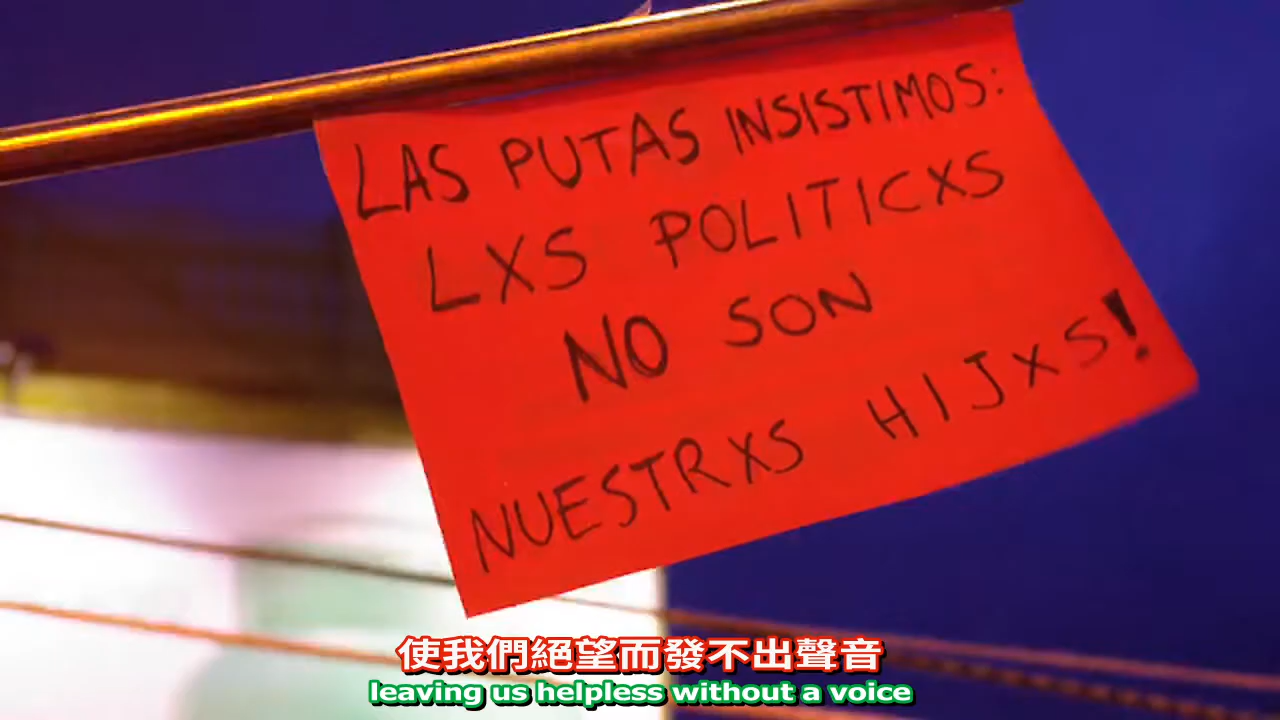 LAS PUTAS INSISTIMOS:
LXS POLITICXS
NO SON
NUESTRXS HIJXS!
使我們絕望而發不出聲音
leaving us helpless without a voice